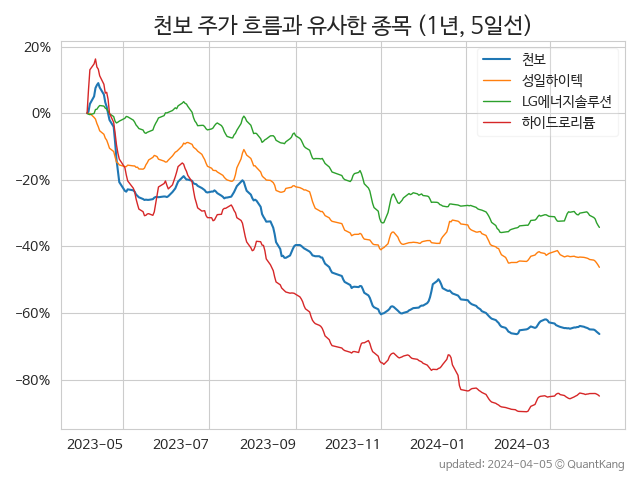 천보 주가 흐름과 유사한 종목 (1년, 5일선)
천보
성일하이텍
LG에너지솔루션
하이드로리튬
20%
0%
−20%
−40%
−60%
−80%
2023-05 2023-07 2023-09 2023-11 2024-01 2024-03
updated: 2024-04-05 © QuantKang